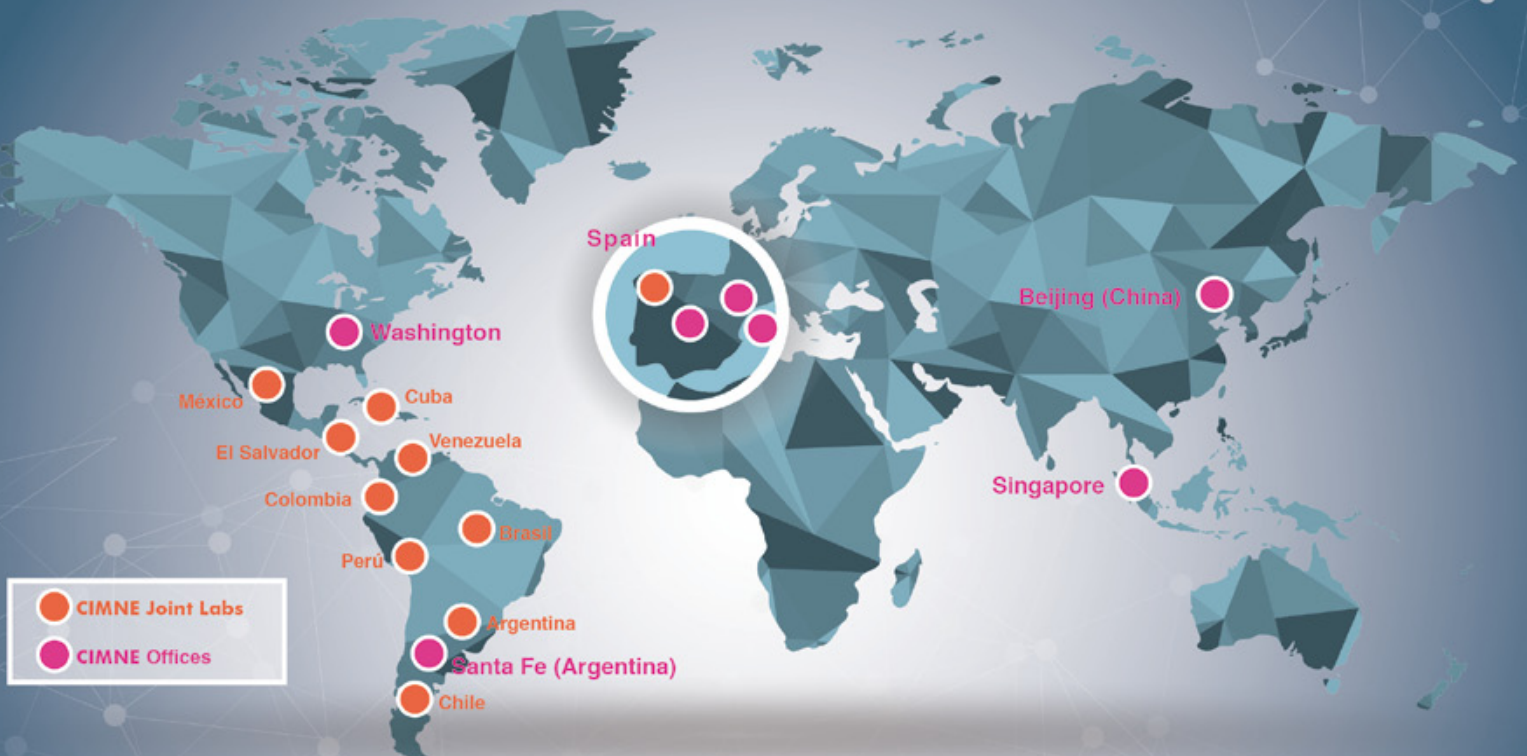 Spain
Beijing (China)
Washington
México
Cuba
El Salvador
Venezuela
Colombia
Singapore
Brasil
Perú
CIMNE Joint Labs
Argentina
CIMNE Offices
Santa Fe (Argentina)
Chile